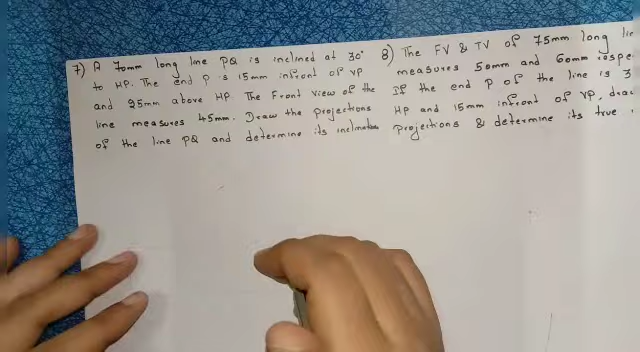 7) A 70mm long line PQ is inclined at 30°
to HP. The end P is 15mm infront of VP
and 25mm above HP. The Front view of the
line measures 45mm. Draw the projections
of the line PQ and determine its
8) The FV & TV of 75mm long
measures 50mm and 60mm
If the end P of the line is
HP and 15mm infront of VP.
Projections & determine its true